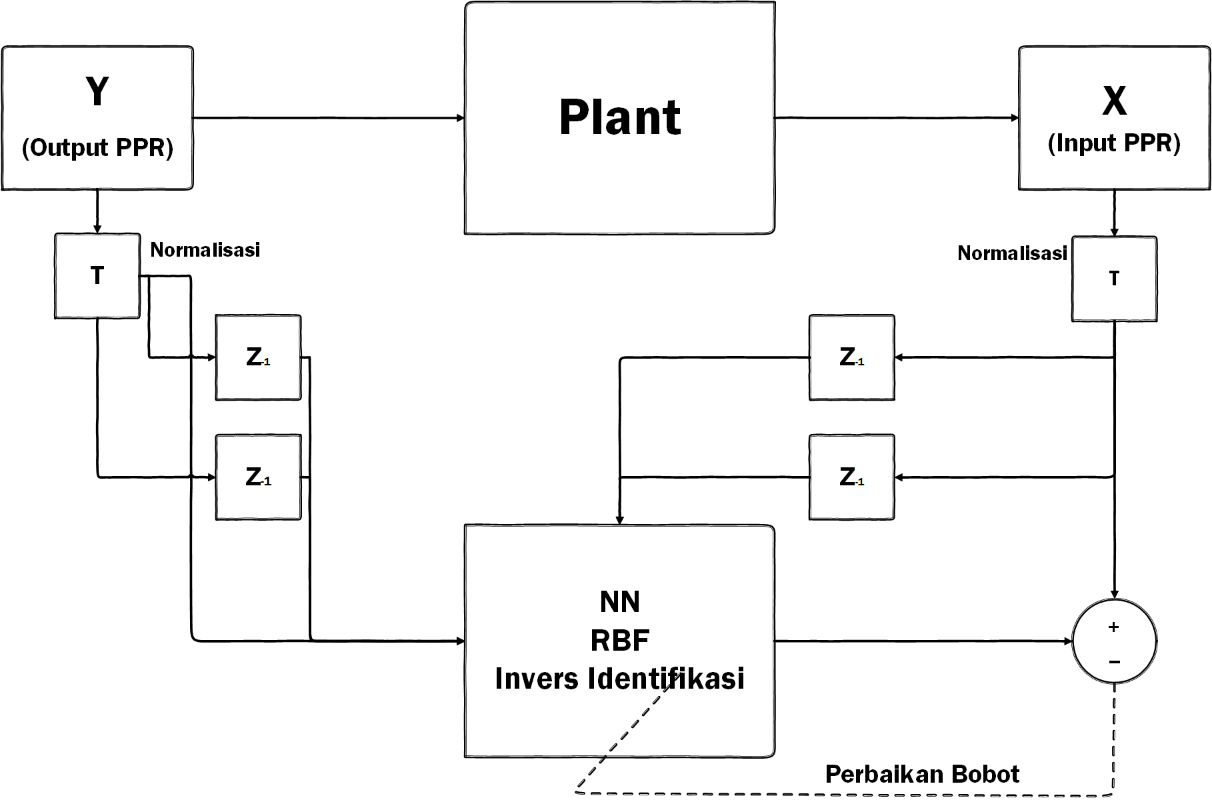 Y
(Output PPR)
Plant
X
(Input PPR)
T
Normalisasi
Normalisasi
T
Z-1
Z-1
Z-1
Z-1
NN
RBF
Invers Identifikasi
+
−
Perbaikan Bobot